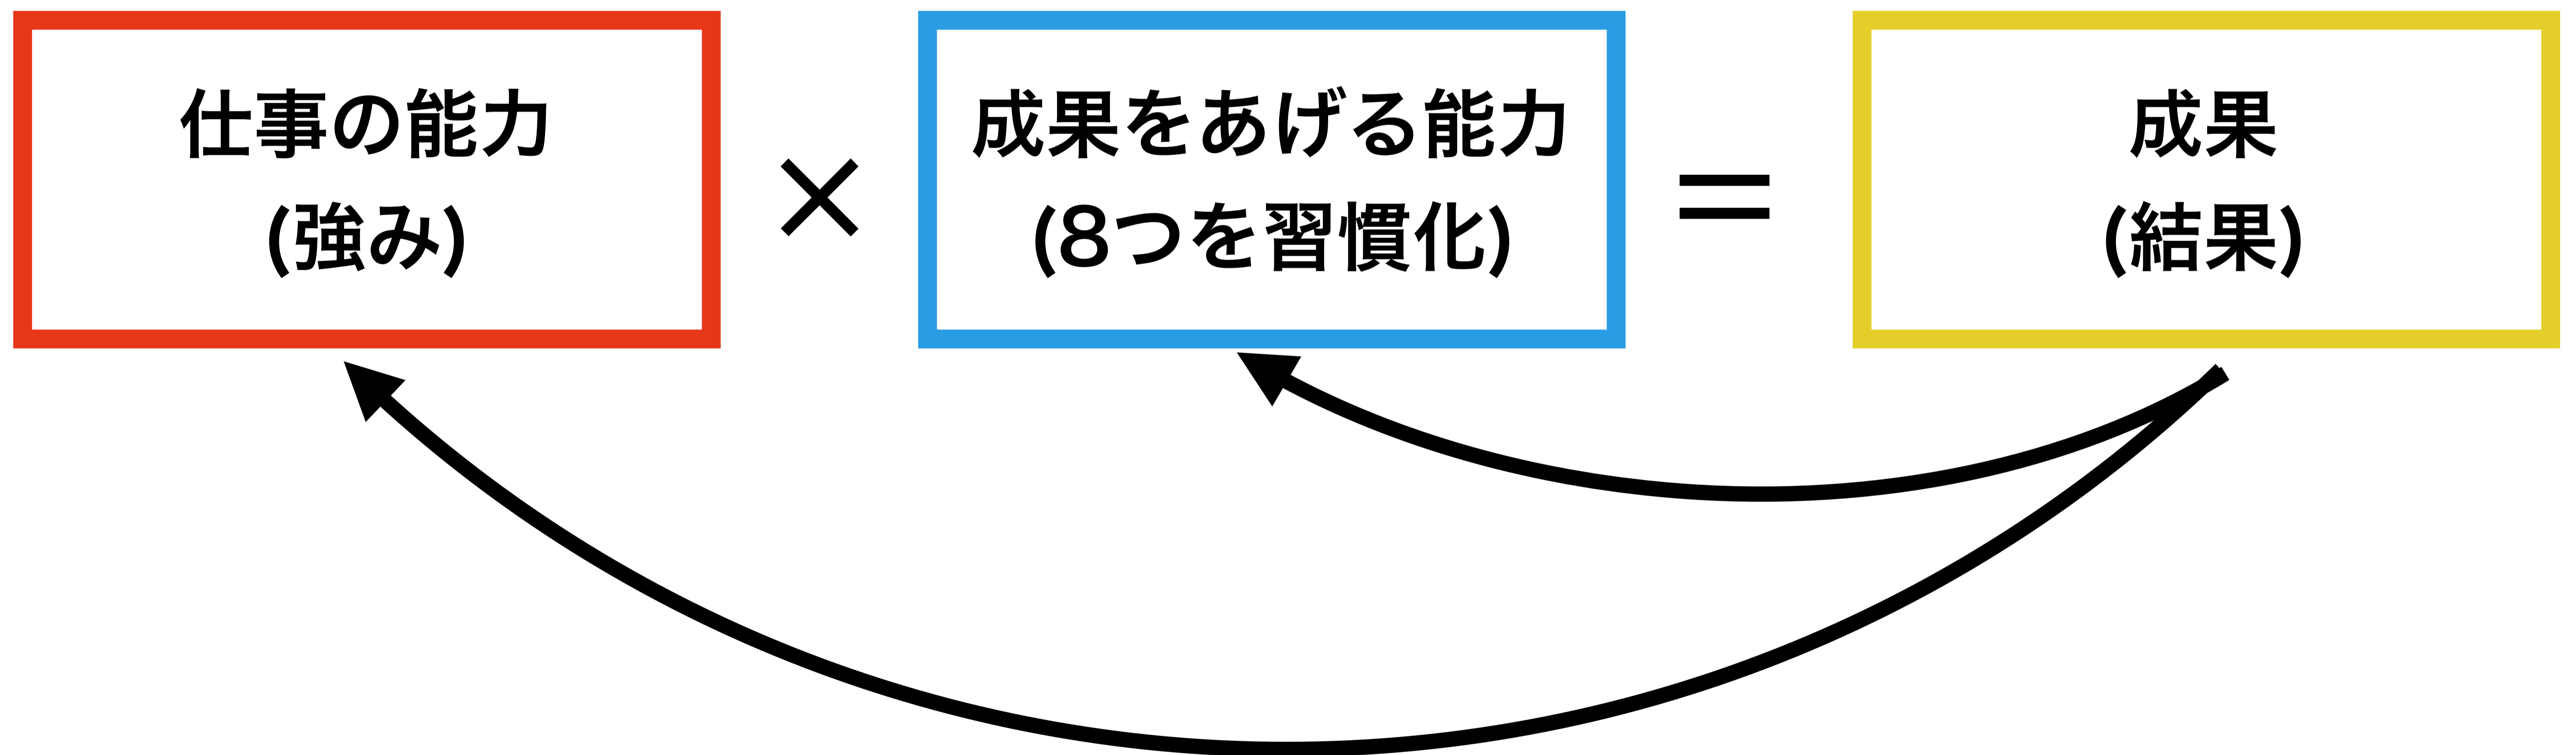 仕事の能力
(強み)
×
成果をあげる能力
(8つを習慣化)
=
成果
(結果)